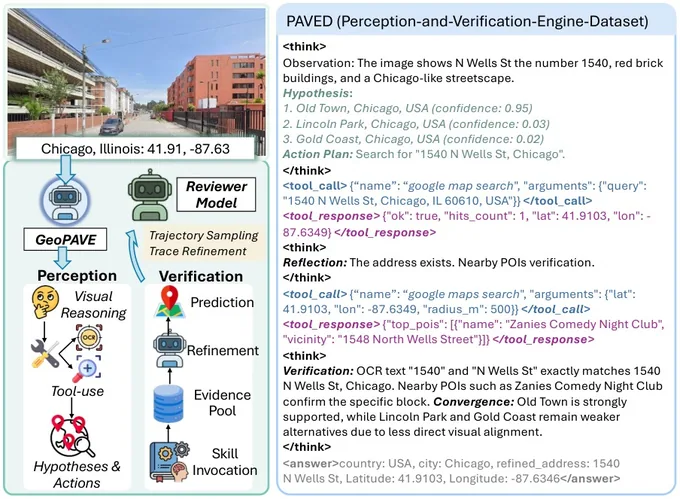 Chicago, Illinois: 41.91, -87.63
GeoPAVE
Reviewer
Model
Trajectory Sampling
Trace Refinement
Perception
Verification
Visual
Reasoning
OCR
Tool-use
Hypotheses &
Actions
Prediction
Refinement
Evidence
Pool
Skill
Invocation
PAVED (Perception-and-Verification-Engine-Dataset)
<think>
Observation: The image shows N Wells St the number 1540, red brick
buildings, and a Chicago-like streetscape.
Hypothesis:
1. Old Town, Chicago, USA (confidence: 0.95)
2. Lincoln Park, Chicago, USA (confidence: 0.03)
3. Gold Coast, Chicago, USA (confidence: 0.02)
Action Plan: Search for "1540 N Wells St, Chicago".
</think>
<tool_call> {“name”: “google map search”, "arguments": {"query":
"1540 N Wells St, Chicago, IL 60610, USA"}} </tool_call>
<tool_response> {"ok": true, "hits_count": 1, "lat": 41.9103, "lon": -
87.6349} </tool_response>
<think>
Reflection: The address exists. Nearby POIs verification.
</think>
<tool_call> {“name”: “google maps search”, "arguments": {"lat":
41.9103, "lon": -87.6349, "radius_m": 500}} </tool_call>
<tool_response> {"top_pois": [{"name": "Zanies Comedy Night Club",
"vicinity": "1548 North Wells Street"}]} </tool_response>
<think>
Verification: OCR text "1540" and "N Wells St" exactly matches 1540
N Wells St, Chicago. Nearby POIs such as Zanies Comedy Night Club
confirm the specific block. Convergence: Old Town is strongly
supported, while Lincoln Park and Gold Coast remain weaker
alternatives due to less direct visual alignment.
</think>
<answer>country: USA, city: Chicago, refined_address: 1540
N Wells St, Latitude: 41.9103, Longitude: -87.6346</answer>